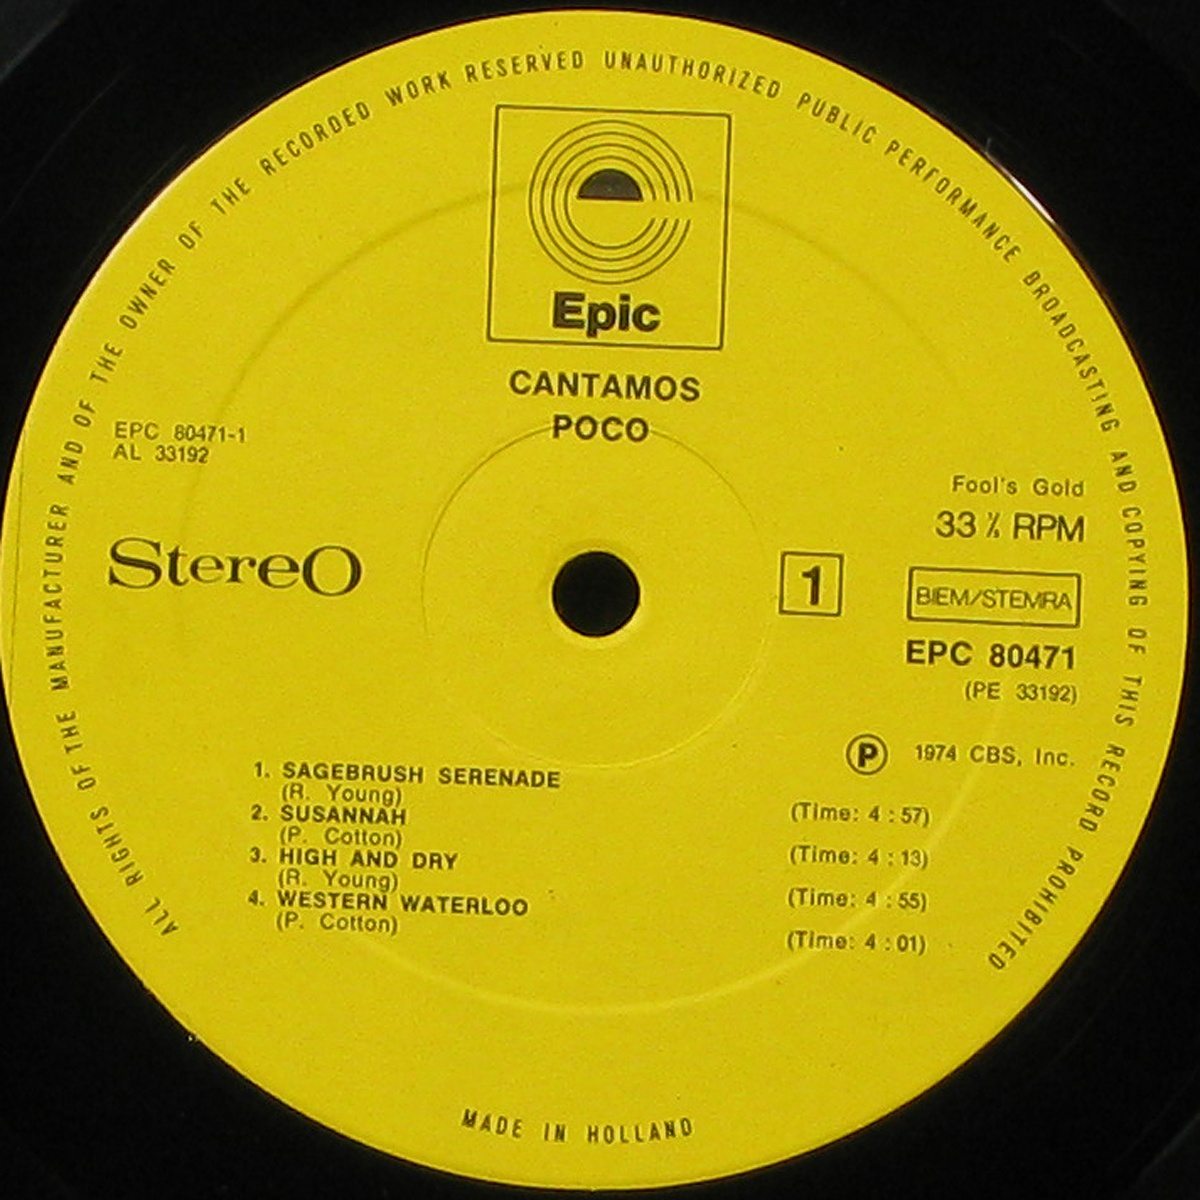 ALL RIGHTS OF THE MANUFACTURER AND OF THE OWNER OF THE RECORDED WORK RESERVED UNAUTHORIZED PUBLIC PERFORMANCE BROADCASTING AND COPYING OF THIS RECORD PROHIBITED
Epic
CANTAMOS
POCO
EPC 80471-1
AL 33192
Fool's Gold
33 ⅓ RPM
Stereo
1
BIEM/STEMRA
EPC 80471
(PE 33192)
Ⓟ 1974 CBS, Inc.
1. SAGEBRUSH SERENADE
(R. Young) (Time: 4 : 57)
2. SUSANNAH
(P. Cotton) (Time: 4 : 13)
3. HIGH AND DRY
(R. Young) (Time: 4 : 55)
4. WESTERN WATERLOO
(P. Cotton) (Time: 4 : 01)
MADE IN HOLLAND